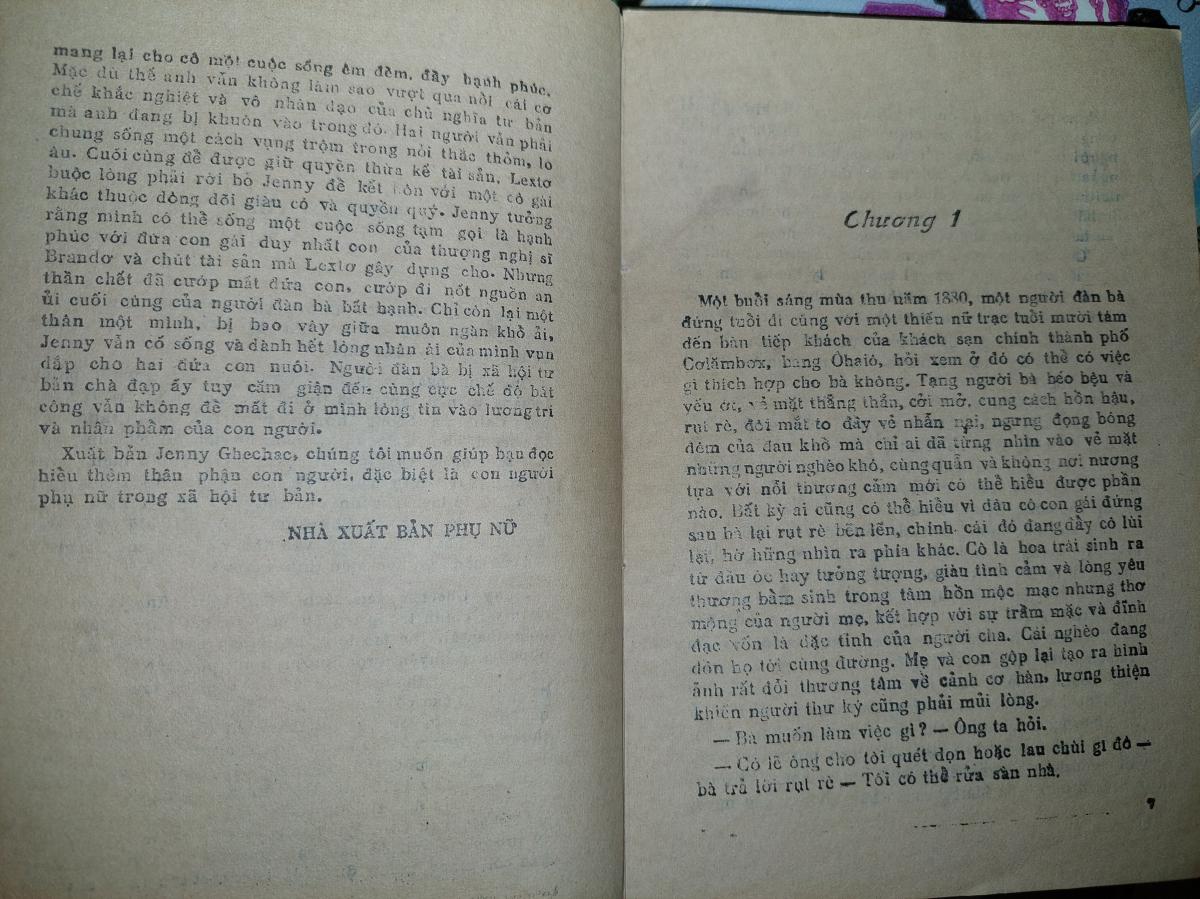 mang lại cho cô một cuộc sống êm đềm, đầy hạnh phúc.
Mặc dù thế anh vẫn không làm sao vượt qua nổi cái cơ
chế khắc nghiệt và vô nhân đạo của chủ nghĩa tư bản
mà anh đang bị khuôn vào trong đó. Hai người vẫn phải
chung sống một cách vụng trộm trong nỗi thắc thỏm, lo
âu. Cuối cùng để được giữ quyền thừa kế tài sản, Lextơ
buộc lòng phải rời bỏ Jenny để kết hôn với một cô gái
khác thuộc dòng dõi giàu có và quyền quý. Jenny tưởng
rằng mình có thể sống một cuộc sống tạm gọi là hạnh
phúc với đứa con gái duy nhất con của thượng nghị sĩ
Brandơ và chút tài sản mà Lextơ gây dựng cho. Nhưng
thần chết đã cướp mất đứa con, cướp đi nốt nguồn an
ủi cuối cùng của người đàn bà bất hạnh. Chỉ còn lại một
thân một mình, bị bao vây giữa muôn ngàn khổ ải,
Jenny vẫn cố sống và dành hết lòng nhân ái của mình vun
đắp cho hai đứa con nuôi. Người đàn bà bị xã hội tư
bản chà đạp ấy tuy căm giận đến cùng cực chế độ bất
công vẫn không để mất đi ở mình lòng tin vào lương tri
và nhân phẩm của con người.
Xuất bản Jenny Ghechac, chúng tôi muốn giúp bạn đọc
hiểu thêm thân phận con người, đặc biệt là con người
phụ nữ trong xã hội tư bản.
NHÀ XUẤT BẢN PHỤ NỮ
Chương 1
Một buổi sáng mùa thu năm 1880, một người đàn bà
đứng tuổi đi cùng với một thiếu nữ trạc tuổi mười tám
đến bàn tiếp khách của khách sạn chính thành phố
Cơlămbox, bang Ôhaiô, hỏi xem ở đó có thể có việc
gì thích hợp cho bà không. Tạng người bà béo bệu và
yếu ớt, vẻ mặt thẳng thắn, cởi mở, cung cách hồn hậu,
rụt rè, đôi mắt to đầy vẻ nhẫn nại, ngưng đọng bóng
đêm của đau khổ mà chỉ ai đã từng nhìn vào vẻ mặt
những người nghèo khó, cùng quẫn và không nơi nương
tựa với nỗi thương cảm mới có thể hiểu được phần
nào. Bất kỳ ai cũng có thể hiểu vì đâu cô con gái đứng
sau bà lại rụt rè bẽn lẽn, chính cái đó đang đẩy cô lùi
lại, hờ hững nhìn ra phía khác. Cô là hoa trái sinh ra
từ đầu óc hay tưởng tượng, giàu tình cảm và lòng yêu
thương bẩm sinh trong tâm hồn mộc mạc nhưng thơ
mộng của người mẹ, kết hợp với sự trầm mặc và đĩnh
đạc vốn là đặc tính của người cha. Cái nghèo đang
dồn họ tới cùng đường. Mẹ và con gộp lại tạo ra hình
ảnh rất đỗi thương tâm về cảnh cơ hàn, lương thiện
khiến người thư ký cũng phải mủi lòng.
— Bà muốn làm việc gì? — Ông ta hỏi.
— Có lẽ ông cho tôi quét dọn hoặc lau chùi gì đó —
bà trả lời rụt rè — Tôi có thể rửa sàn nhà.
7